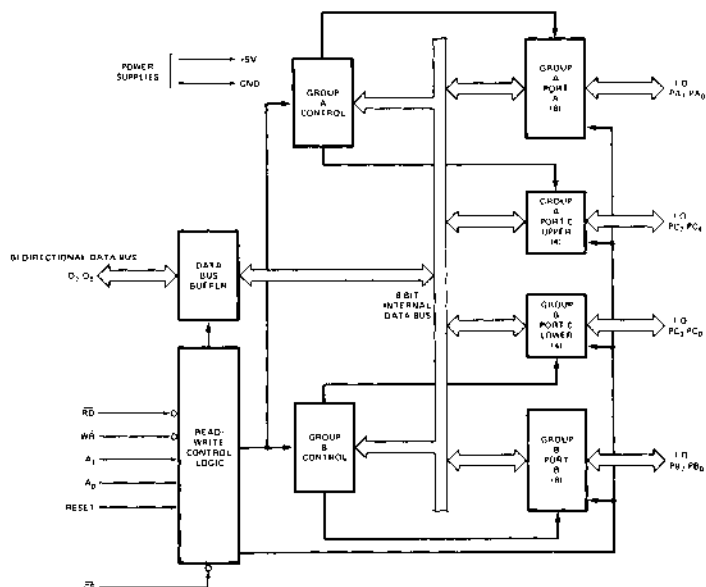 POWER
SUPPLIES
+5V
GND
GROUP
A
CONTROL
GROUP
A
PORT
A
(8)
I/O
PA7-PA0
GROUP
A
PORT C
UPPER
(4)
I/O
PC7-PC4
BI DIRECTIONAL DATA BUS
D7-D0
DATA
BUS
BUFFER
8 BIT
INTERNAL
DATA BUS
GROUP
B
PORT C
LOWER
(4)
I/O
PC3-PC0
RD
WR
A1
A0
RESET
READ-
WRITE
CONTROL
LOGIC
GROUP
B
CONTROL
GROUP
B
PORT
B
(8)
I/O
PB7-PB0